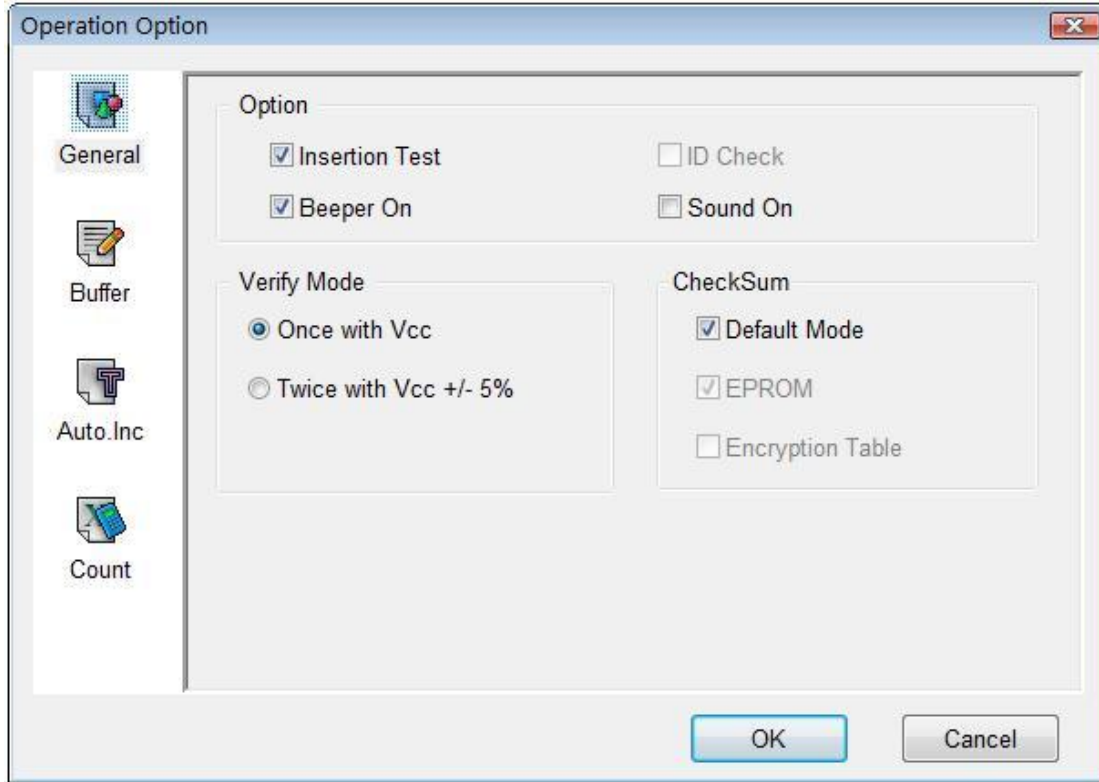 Operation Option
General
Buffer
Auto.Inc
Count
Option
Insertion Test
ID Check
Beeper On
Sound On
Verify Mode
Once with Vcc
Twice with Vcc +/- 5%
CheckSum
Default Mode
EPROM
Encryption Table
OK
Cancel